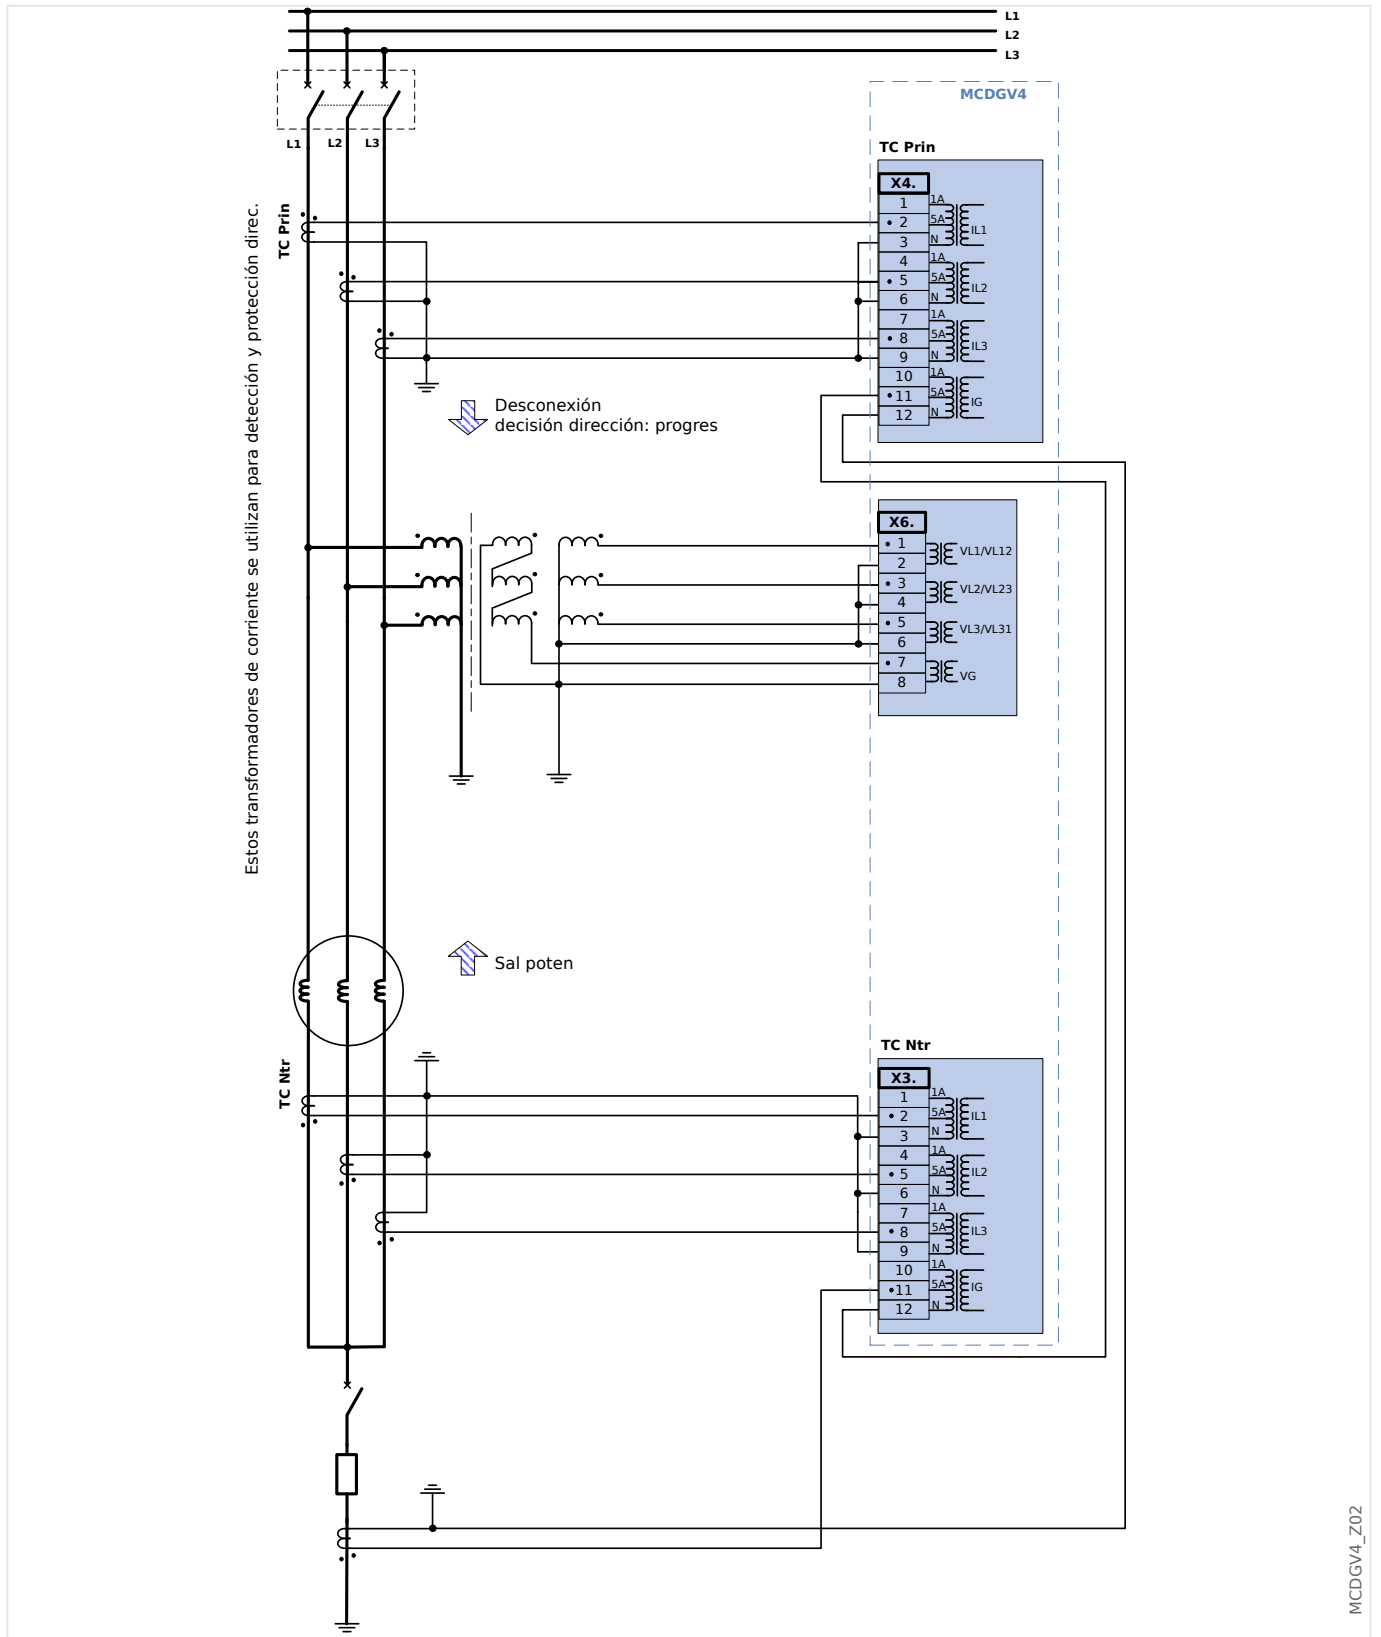 L1
L2
L3
MCDGV4
L1
L2
L3
TC Prin
X4.
1
2
3
4
5
6
7
8
9
10
11
12
1A
5A
N
IL1
1A
5A
N
IL2
1A
5A
N
IL3
1A
5A
N
IG
TC Prin
Estos transformadores de corriente se utilizan para detección y protección direc.
Desconexión
decisión dirección: progres
X6.
1
2
3
4
5
6
7
8
VL1/VL12
VL2/VL23
VL3/VL31
VG
Sal poten
TC Ntr
TC Ntr
X3.
1
2
3
4
5
6
7
8
9
10
11
12
1A
5A
N
IL1
1A
5A
N
IL2
1A
5A
N
IL3
1A
5A
N
IG
MCDGV4_Z02